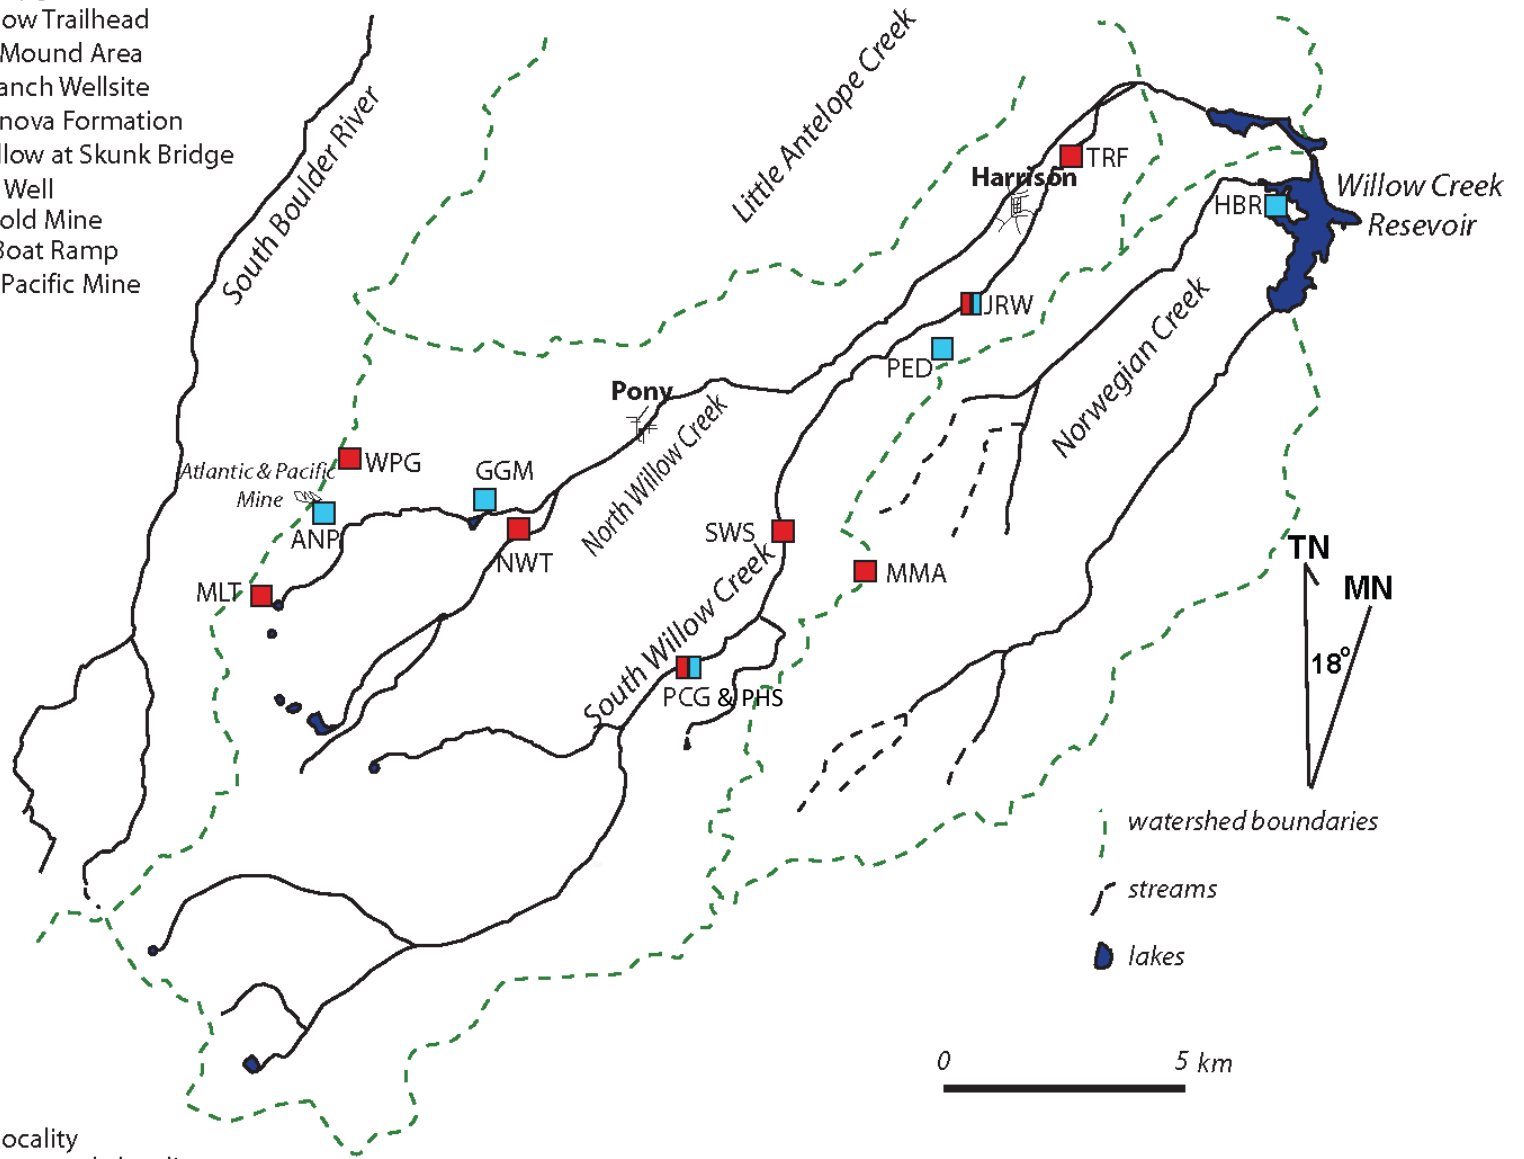 ow Trailhead
Mound Area
anch Wellsite
nova Formation
llow at Skunk Bridge
Well
old Mine
Boat Ramp
Pacific Mine
South Boulder River
Little Antelope Creek
TRF
Harrison
HBR
Willow Creek
Resevoir
JRW
PED
Norwegian Creek
Pony
North Willow Creek
WPG
Atlantic & Pacific
Mine
GGM
ANP
NWT
SWS
MMA
MLT
South Willow Creek
PCG & PHS
TN
MN
18°
watershed boundaries
streams
lakes
0 5 km
ocality